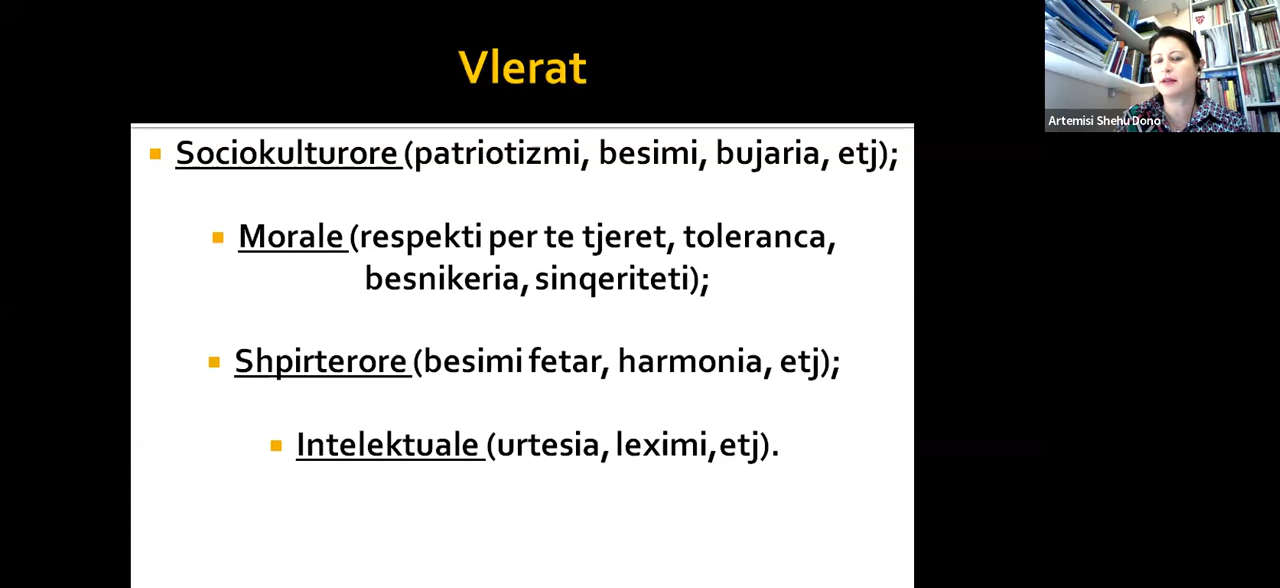 Vlerat
Artemisi Shehu Dono
Sociokulturore (patriotizmi, besimi, bujaria, etj);
Morale (respekti per te tjeret, toleranca,
besnikeria, sinqeriteti);
Shpirterore (besimi fetar, harmonia, etj);
Intelektuale (urtesia, leximi,etj).